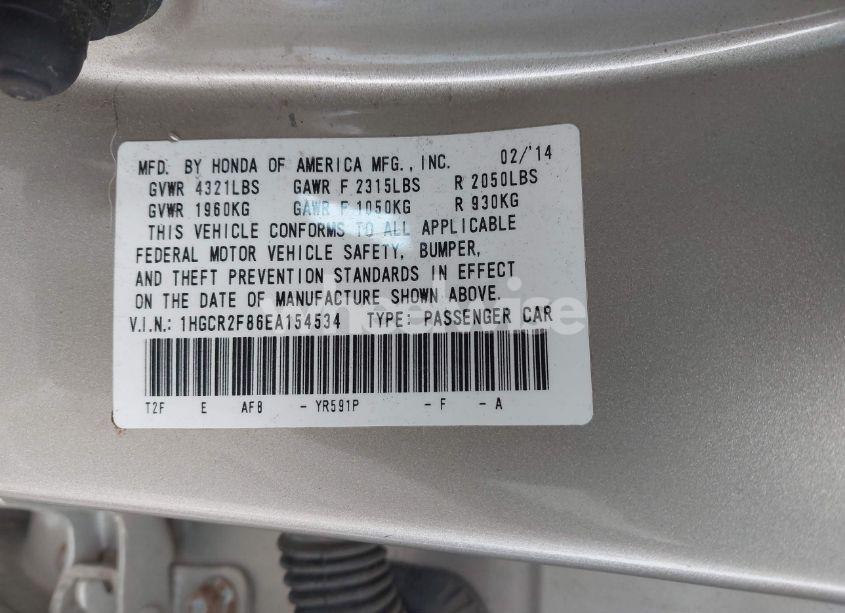 MFD. BY HONDA OF AMERICA MFG., INC. 02/'14
GVWR 4321LBS GAWR F 2315LBS R 2050LBS
GVWR 1960KG GAWR F 1050KG R 930KG
THIS VEHICLE CONFORMS TO ALL APPLICABLE
FEDERAL MOTOR VEHICLE SAFETY, BUMPER,
AND THEFT PREVENTION STANDARDS IN EFFECT
ON THE DATE OF MANUFACTURE SHOWN ABOVE.
V.I.N.: 1HGCR2F86EA154534 TYPE: PASSENGER CAR
T2F E AF8 - YR591P - F - A